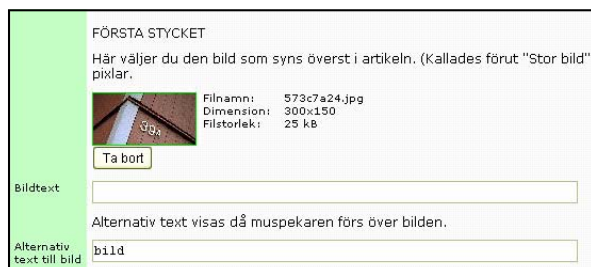 FÖRSTA STYCKET
Här väljer du den bild som syns överst i artikeln. (Kallades förut "Stor bild"
pixlar.
Filnamn: 573c7a24.jpg
Dimension: 300x150
Filstorlek: 25 kB
39A
Ta bort
Bildtext
Alternativ text visas då muspekaren förs över bilden.
Alternativ
text till bild
bild